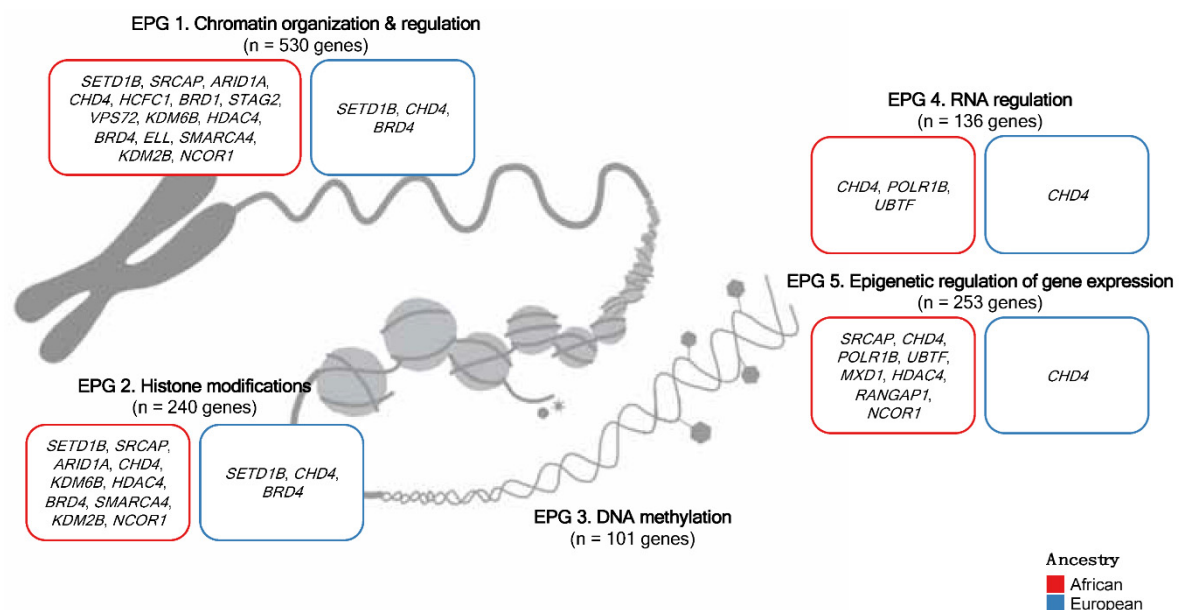 EPG 1. Chromatin organization & regulation
(n = 530 genes)
SETD1B, SRCAP, ARID1A,
CHD4, HCFC1, BRD1, STAG2,
VPS72, KDM6B, HDAC4,
BRD4, ELL, SMARCA4,
KDM2B, NCOR1
SETD1B, CHD4,
BRD4
EPG 4. RNA regulation
(n = 136 genes)
CHD4, POLR1B,
UBTF
CHD4
EPG 5. Epigenetic regulation of gene expression
(n = 253 genes)
SRCAP, CHD4,
POLR1B, UBTF,
MXD1, HDAC4,
RANGAP1,
NCOR1
CHD4
EPG 2. Histone modifications
(n = 240 genes)
SETD1B, SRCAP,
ARID1A, CHD4,
KDM6B, HDAC4,
BRD4, SMARCA4,
KDM2B, NCOR1
SETD1B, CHD4,
BRD4
EPG 3. DNA methylation
(n = 101 genes)
Ancestry
African
European